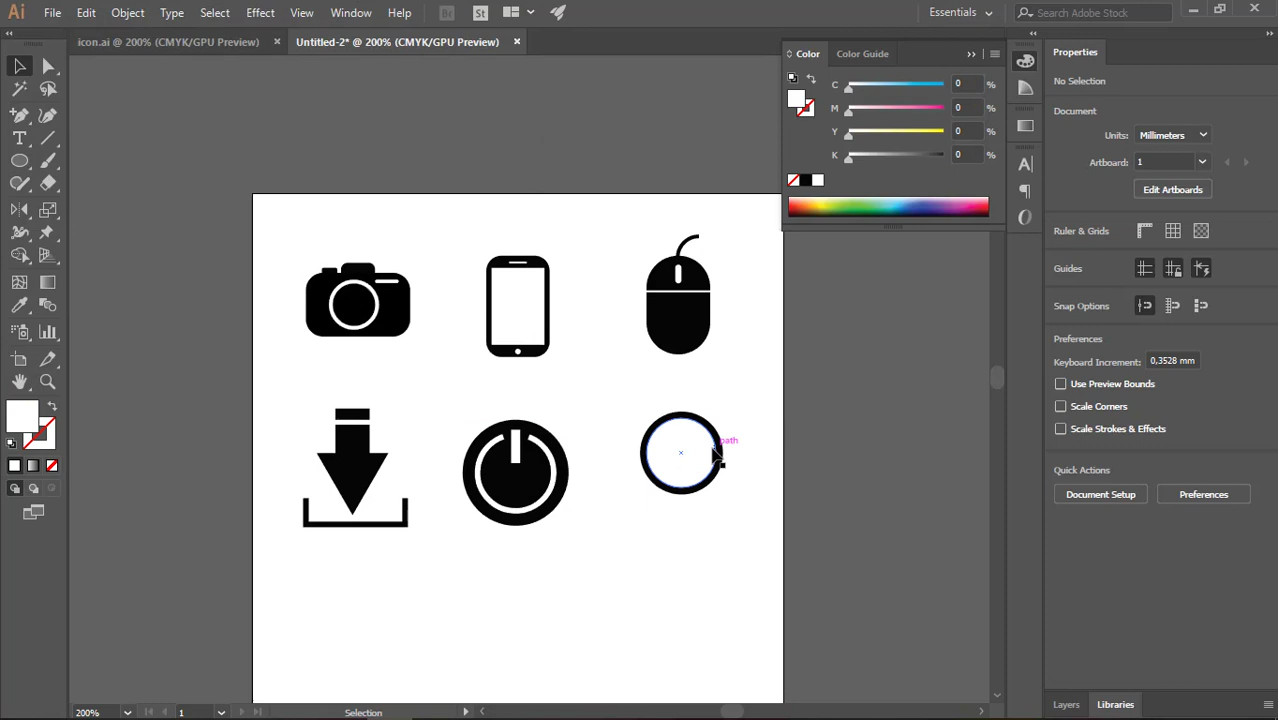 Ai File Edit Object Type Select Effect View Window Help Br St Essentials Search Adobe Stock
icon.ai @ 200% (CMYK/GPU Preview) × Untitled-2* @ 200% (CMYK/GPU Preview) ×
Color Color Guide
C 0 %
M 0 %
Y 0 %
K 0 %
Properties
No Selection
Document
Units: Millimeters
Artboard: 1
Edit Artboards
Ruler & Grids
Guides
Snap Options
Preferences
Keyboard Increment: 0,3528 mm
Use Preview Bounds
Scale Corners
Scale Strokes & Effects
Quick Actions
Document Setup Preferences
path
200% 1 Selection
Layers Libraries